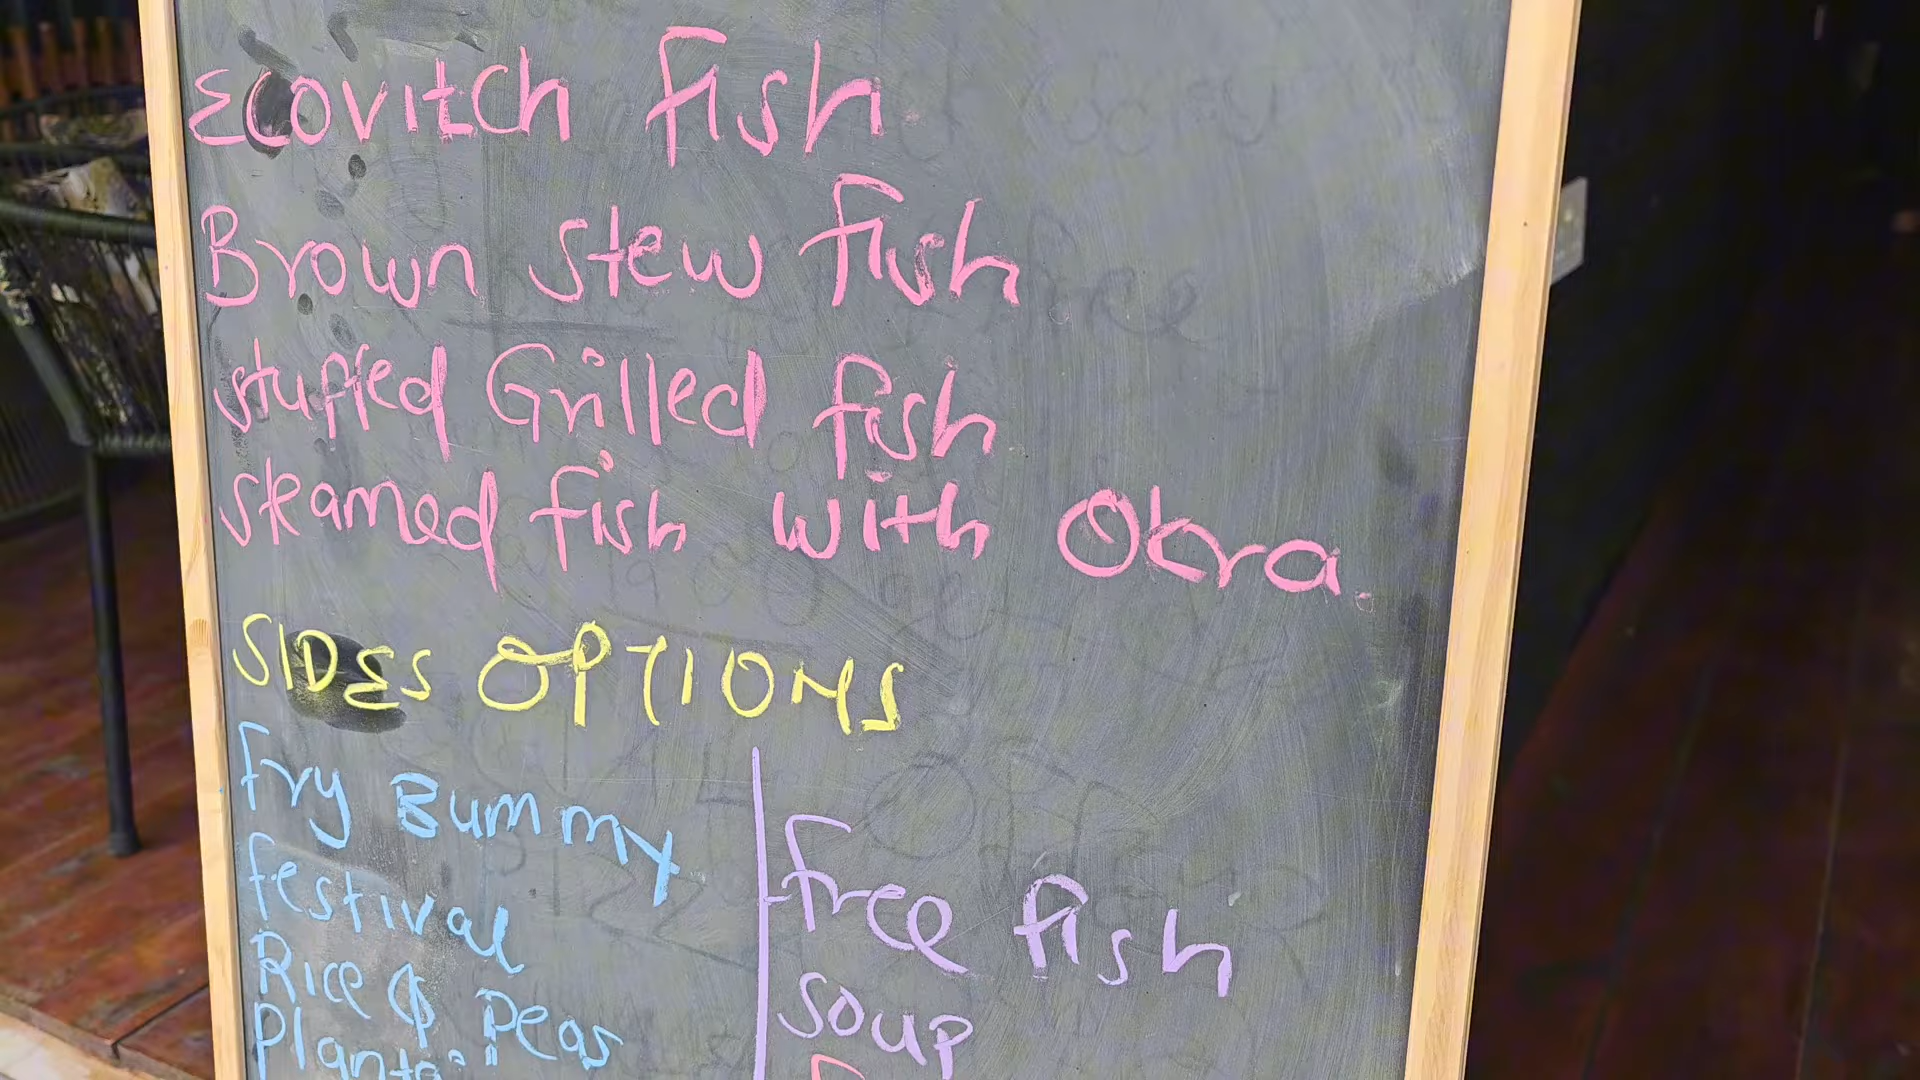 Ecovitch fish
Brown stew fish
stuffed Grilled fish
steamed fish with Okra.
SIDES OPTIONS
fry Bummy
festival
Rice & Peas
free fish
soup